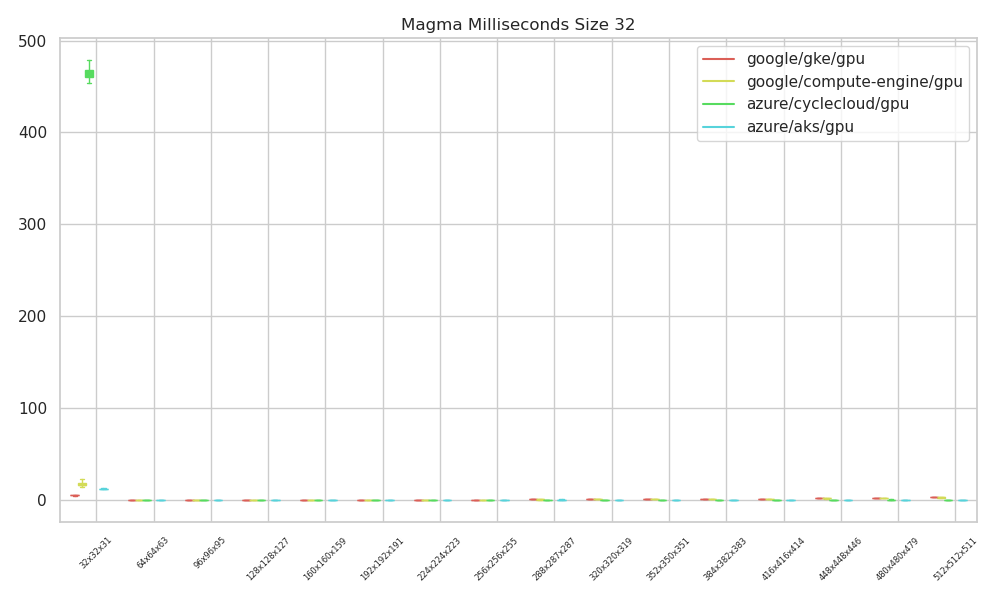 Magma Milliseconds Size 32
500
400
300
200
100
0
google/gke/gpu
google/compute-engine/gpu
azure/cyclecloud/gpu
azure/aks/gpu
32x32x31
64x64x63
96x96x95
128x128x127
160x160x159
192x192x191
224x224x223
256x256x255
288x287x287
320x320x319
352x350x351
384x382x383
416x416x414
448x448x446
480x480x479
512x512x511